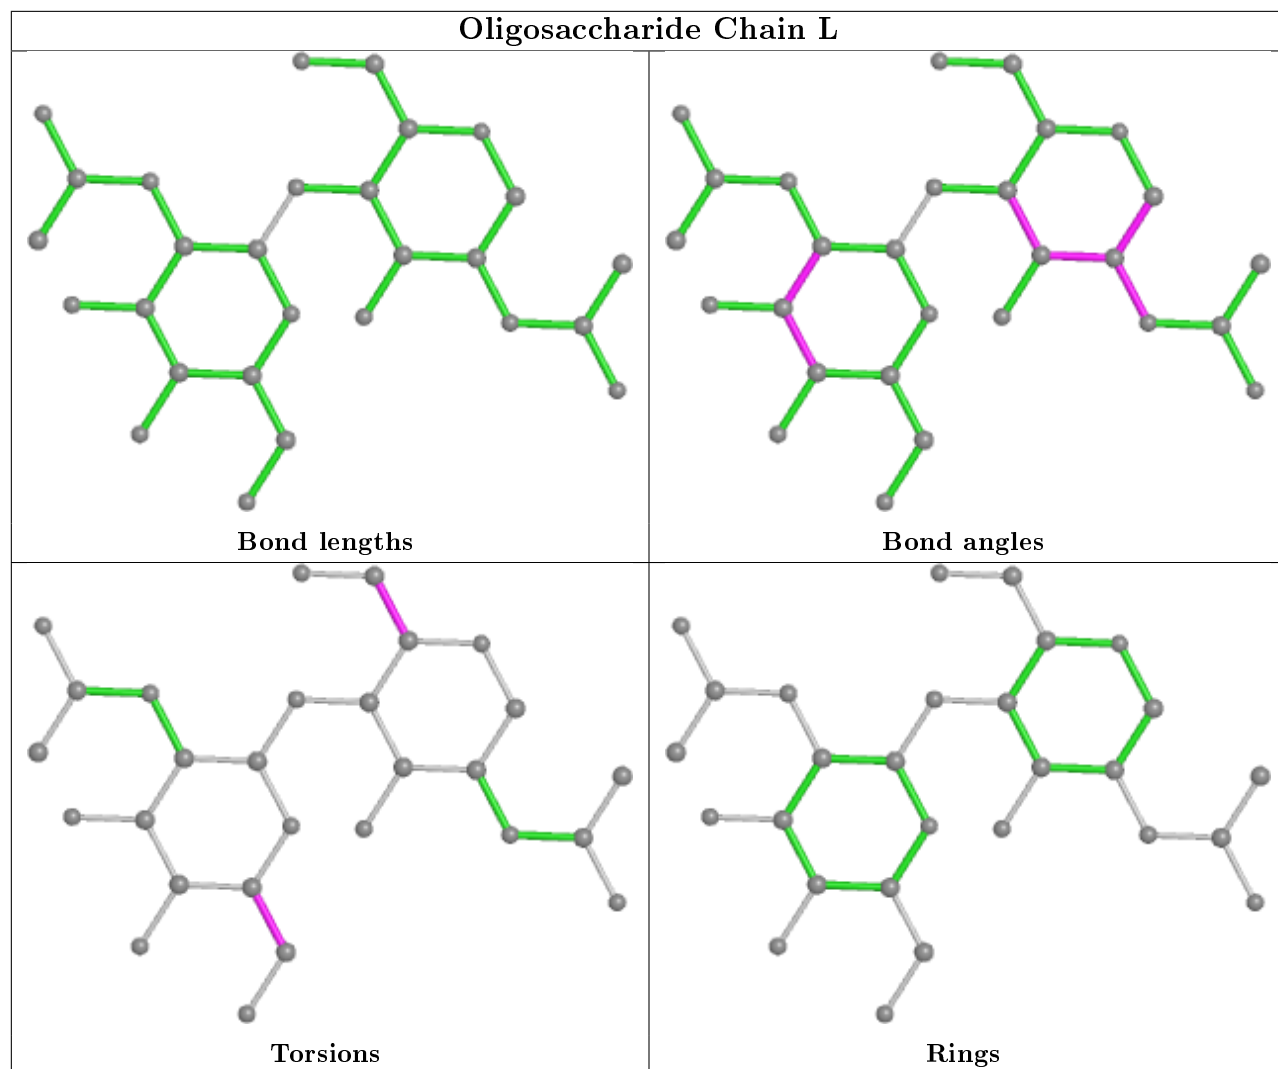 Oligosaccharide Chain L
Bond lengths
Bond angles
Torsions
Rings